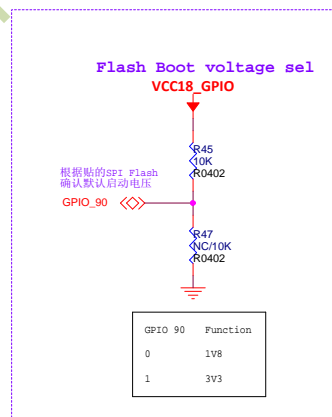 Flash Boot voltage sel
VCC18_GPIO
R45
10K
R0402
根据贴的SPI Flash
确认默认启动电压
GPIO_90
R47
NC/10K
R0402
GPIO 90 Function
0 1V8
1 3V3